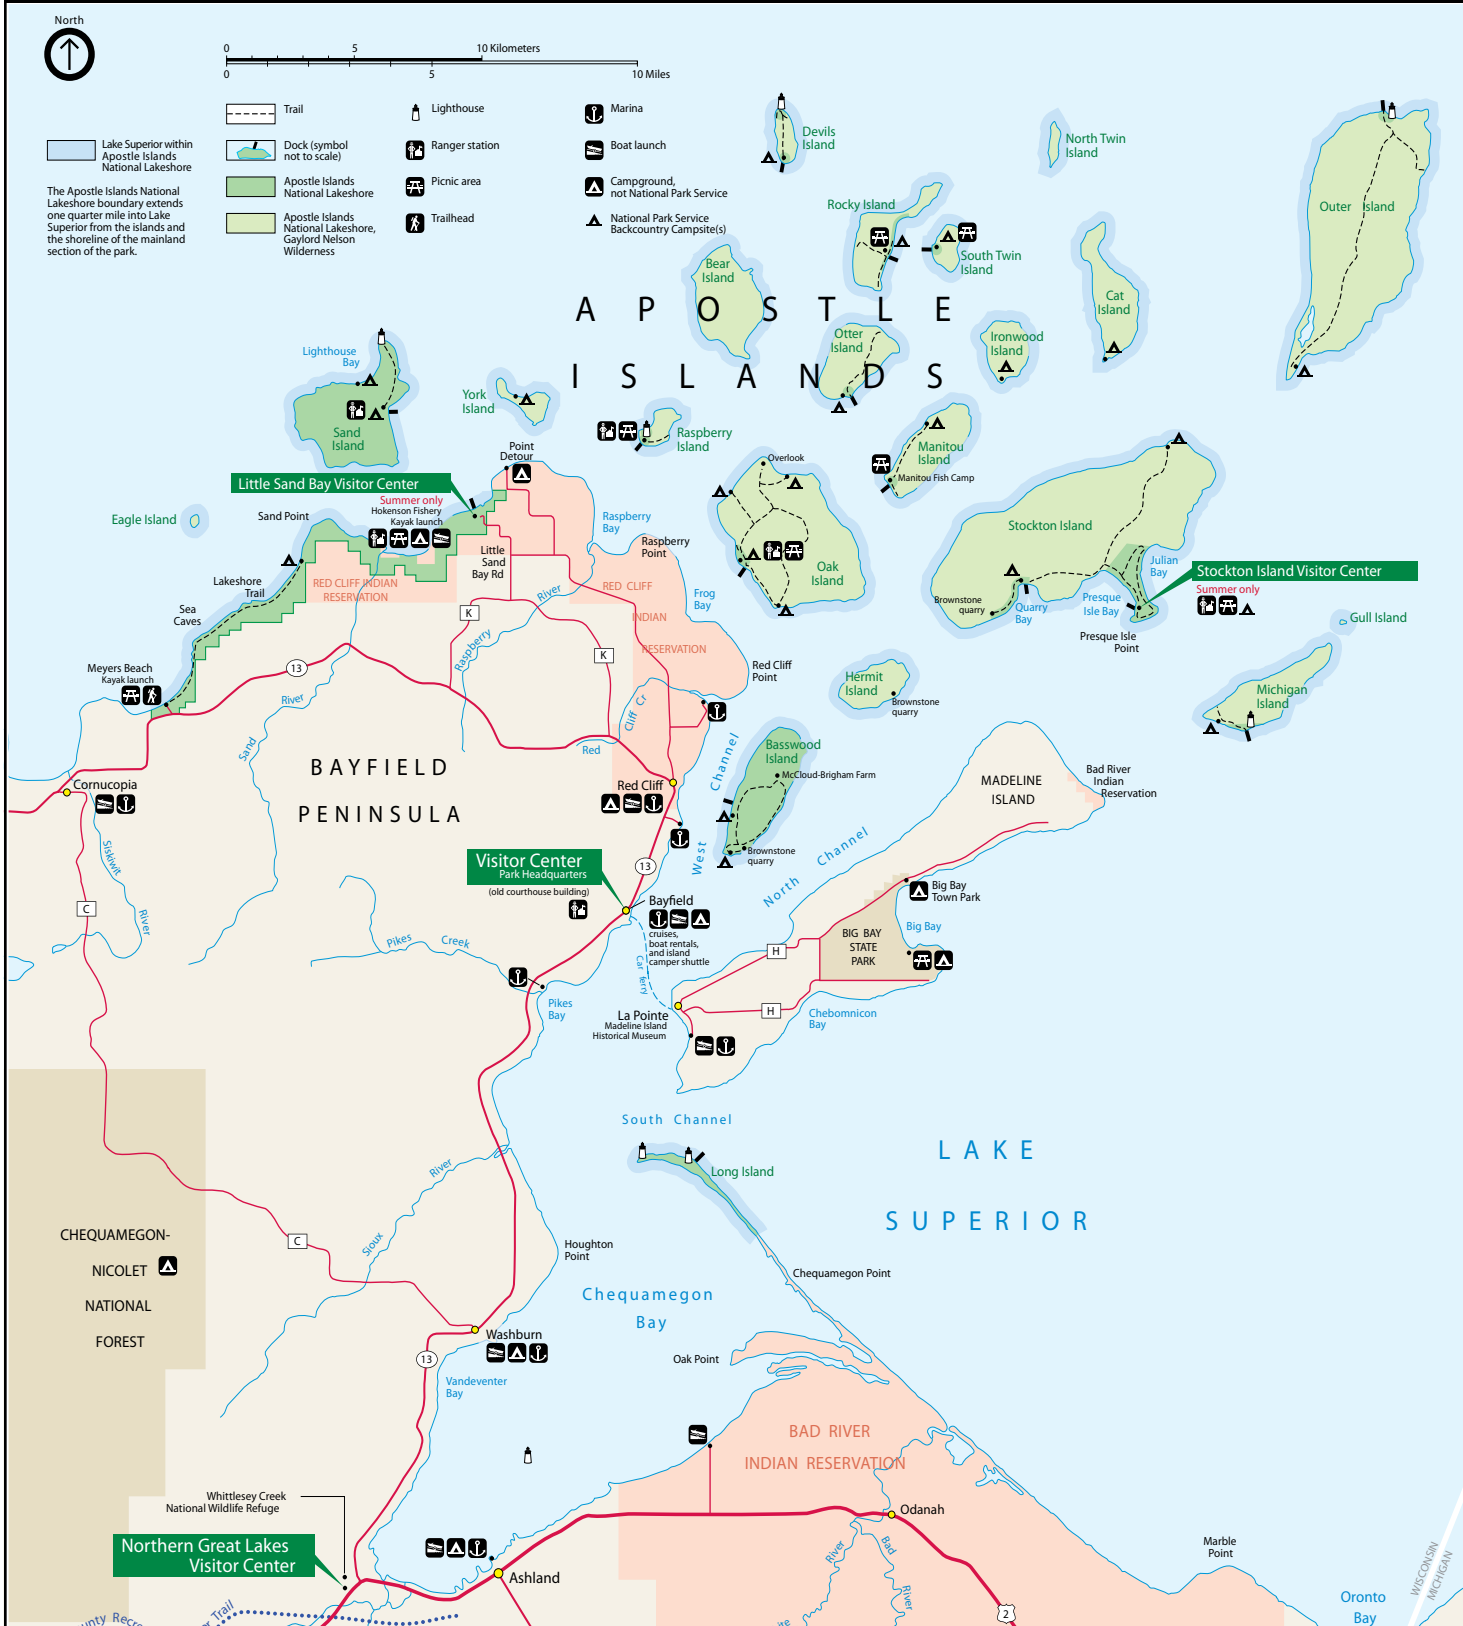 North
0
5
10 Kilometers
0
5
10 Miles
Trail
Lighthouse
Marina
Lake Superior within
Apostle Islands
National Lakeshore
Dock (symbol
not to scale)
Ranger station
Boat launch
Apostle Islands
National Lakeshore
Picnic area
Campground,
not National Park Service
The Apostle Islands National
Lakeshore boundary extends
one quarter mile into Lake
Superior from the islands and
the shoreline of the mainland
section of the park.
Apostle Islands
National Lakeshore,
Gaylord Nelson
Wilderness
Trailhead
National Park Service
Backcountry Campsite(s)
Devils
Island
North Twin
Island
Outer Island
Rocky Island
South Twin
Island
Bear
Island
Cat
Island
APOSTLE
ISLANDS
Otter
Island
Ironwood
Island
Lighthouse
Bay
York
Island
Sand
Island
Raspberry
Island
Manitou
Island
Manitou Fish Camp
Point
Detour
Overlook
Little Sand Bay Visitor Center
Summer only
Hokenson Fishery
Kayak launch
Eagle Island
Sand Point
Raspberry
Bay
Raspberry
Point
Stockton Island
Little
Sand
Bay Rd
Oak
Island
Julian
Bay
Stockton Island Visitor Center
Summer only
Lakeshore
Trail
RED CLIFF INDIAN
RESERVATION
RED CLIFF
INDIAN
RESERVATION
Frog
Bay
Brownstone
quarry
Quarry
Bay
Presque
Isle Bay
Presque Isle
Point
Gull Island
Sea
Caves
K
K
Raspberry
River
Meyers Beach
Kayak launch
13
Red Cliff
Point
Hermit
Island
Brownstone
quarry
Michigan
Island
Sand
River
Red
Cliff Cr
Basswood
Island
McCloud-Brigham Farm
BAYFIELD
PENINSULA
MADELINE
ISLAND
Bad River
Indian
Reservation
Cornucopia
Red Cliff
West
Channel
Brownstone
quarry
North
Channel
Siskiwit
River
Visitor Center
Park Headquarters
(old courthouse building)
13
Bayfield
cruises,
boat rentals,
and island
camper shuttle
Big Bay
Town Park
C
BIG BAY
STATE
PARK
Big Bay
Pikes
Creek
Car ferry
H
Pikes
Bay
La Pointe
Madeline Island
Historical Museum
H
Chebomnicon
Bay
South Channel
LAKE
SUPERIOR
Long Island
Sioux
River
CHEQUAMEGON-
NICOLET
NATIONAL
FOREST
C
Houghton
Point
Chequamegon Point
Chequamegon
Bay
Washburn
13
Oak Point
Vandeventer
Bay
BAD RIVER
INDIAN RESERVATION
Whittlesey Creek
National Wildlife Refuge
Odanah
Northern Great Lakes
Visitor Center
Ashland
Bad
River
River
Marble
Point
WISCONSIN
MICHIGAN
Oronto
Bay
2
Trail